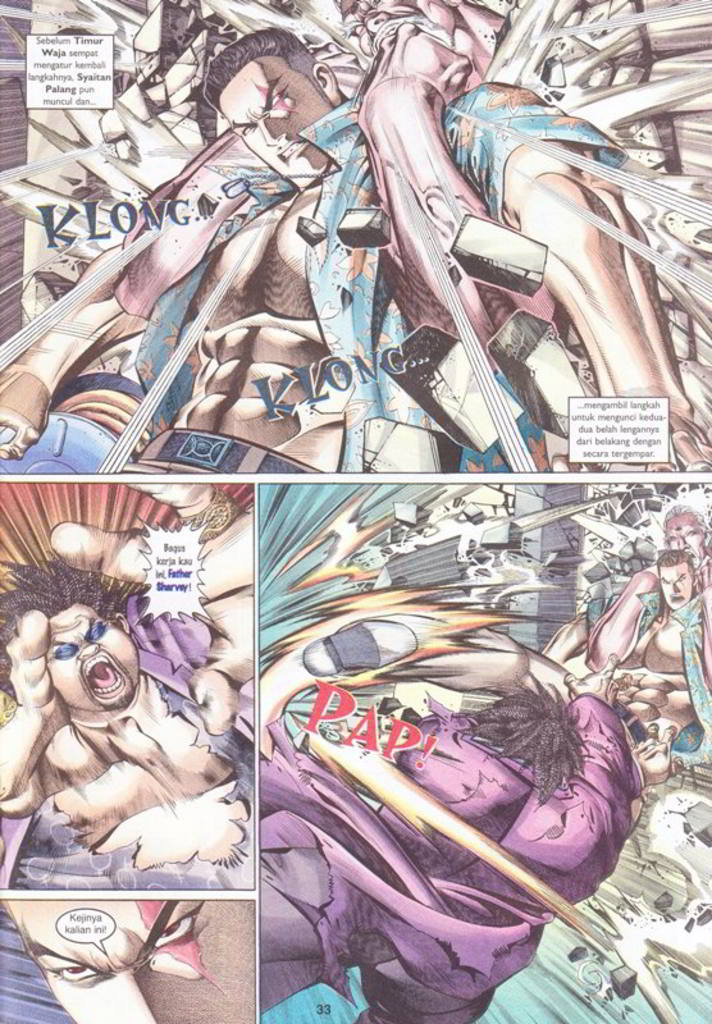 Sebelum Timur
Waja sempat
mengatur kembali
langkahnya, Syaitan
Palang pun
muncul dan...
KLONG...
KLONG...
...mengambil langkah
untuk mengunci kedua-
dua belah lengannya
dari belakang dengan
secara tergempar.
Bagus
kerja kau
ini, Father
Sharvey!
PAP!
Kejinya
kalian ini!
33